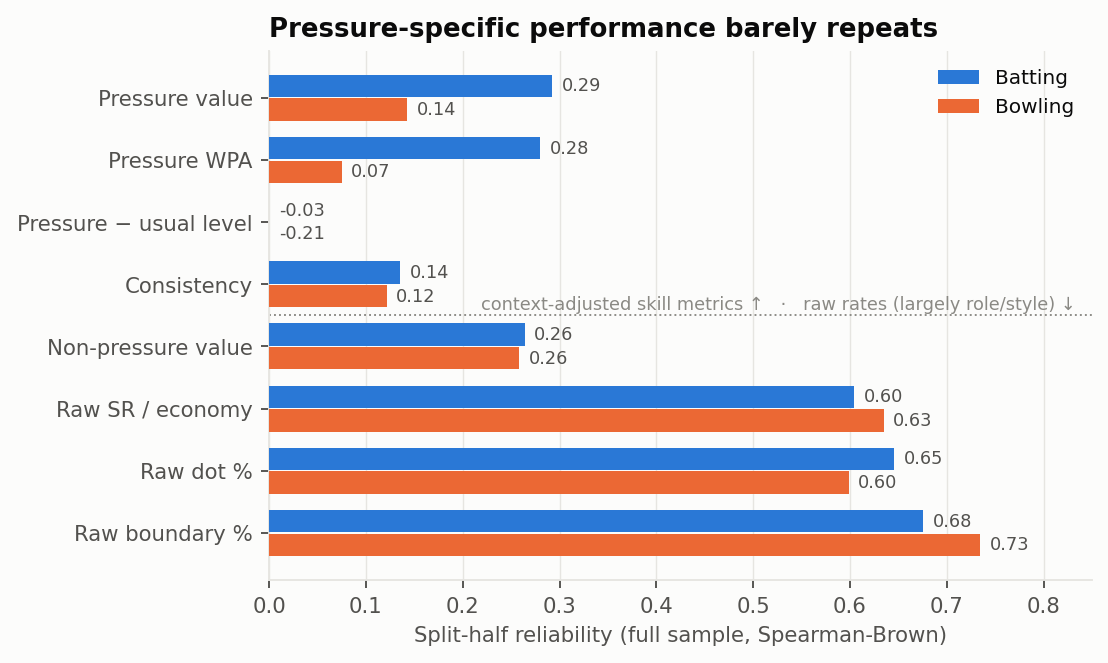 Pressure-specific performance barely repeats
Batting
Bowling
Pressure value
0.29
0.14
Pressure WPA
0.28
0.07
Pressure − usual level
-0.03
-0.21
Consistency
0.14
0.12
context-adjusted skill metrics ↑   ·   raw rates (largely role/style) ↓
Non-pressure value
0.26
0.26
Raw SR / economy
0.60
0.63
Raw dot %
0.65
0.60
Raw boundary %
0.68
0.73
0.0 0.1 0.2 0.3 0.4 0.5 0.6 0.7 0.8
Split-half reliability (full sample, Spearman-Brown)